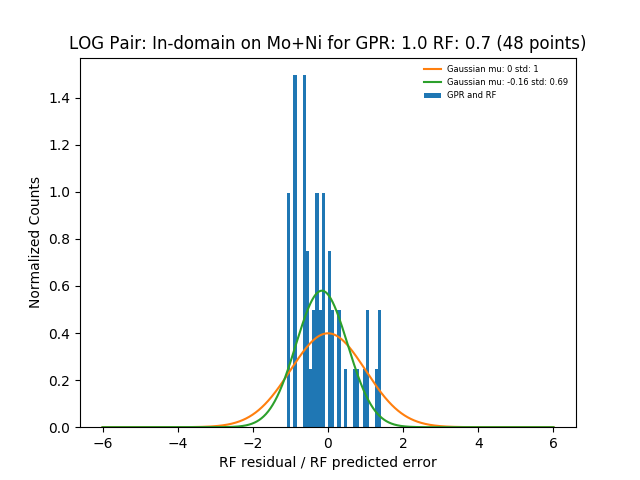 LOG Pair: In-domain on Mo+Ni for GPR: 1.0 RF: 0.7 (48 points)
Gaussian mu: 0 std: 1
Gaussian mu: -0.16 std: 0.69
GPR and RF
Normalized Counts
1.4
1.2
1.0
0.8
0.6
0.4
0.2
0.0
−6 −4 −2 0 2 4 6
RF residual / RF predicted error